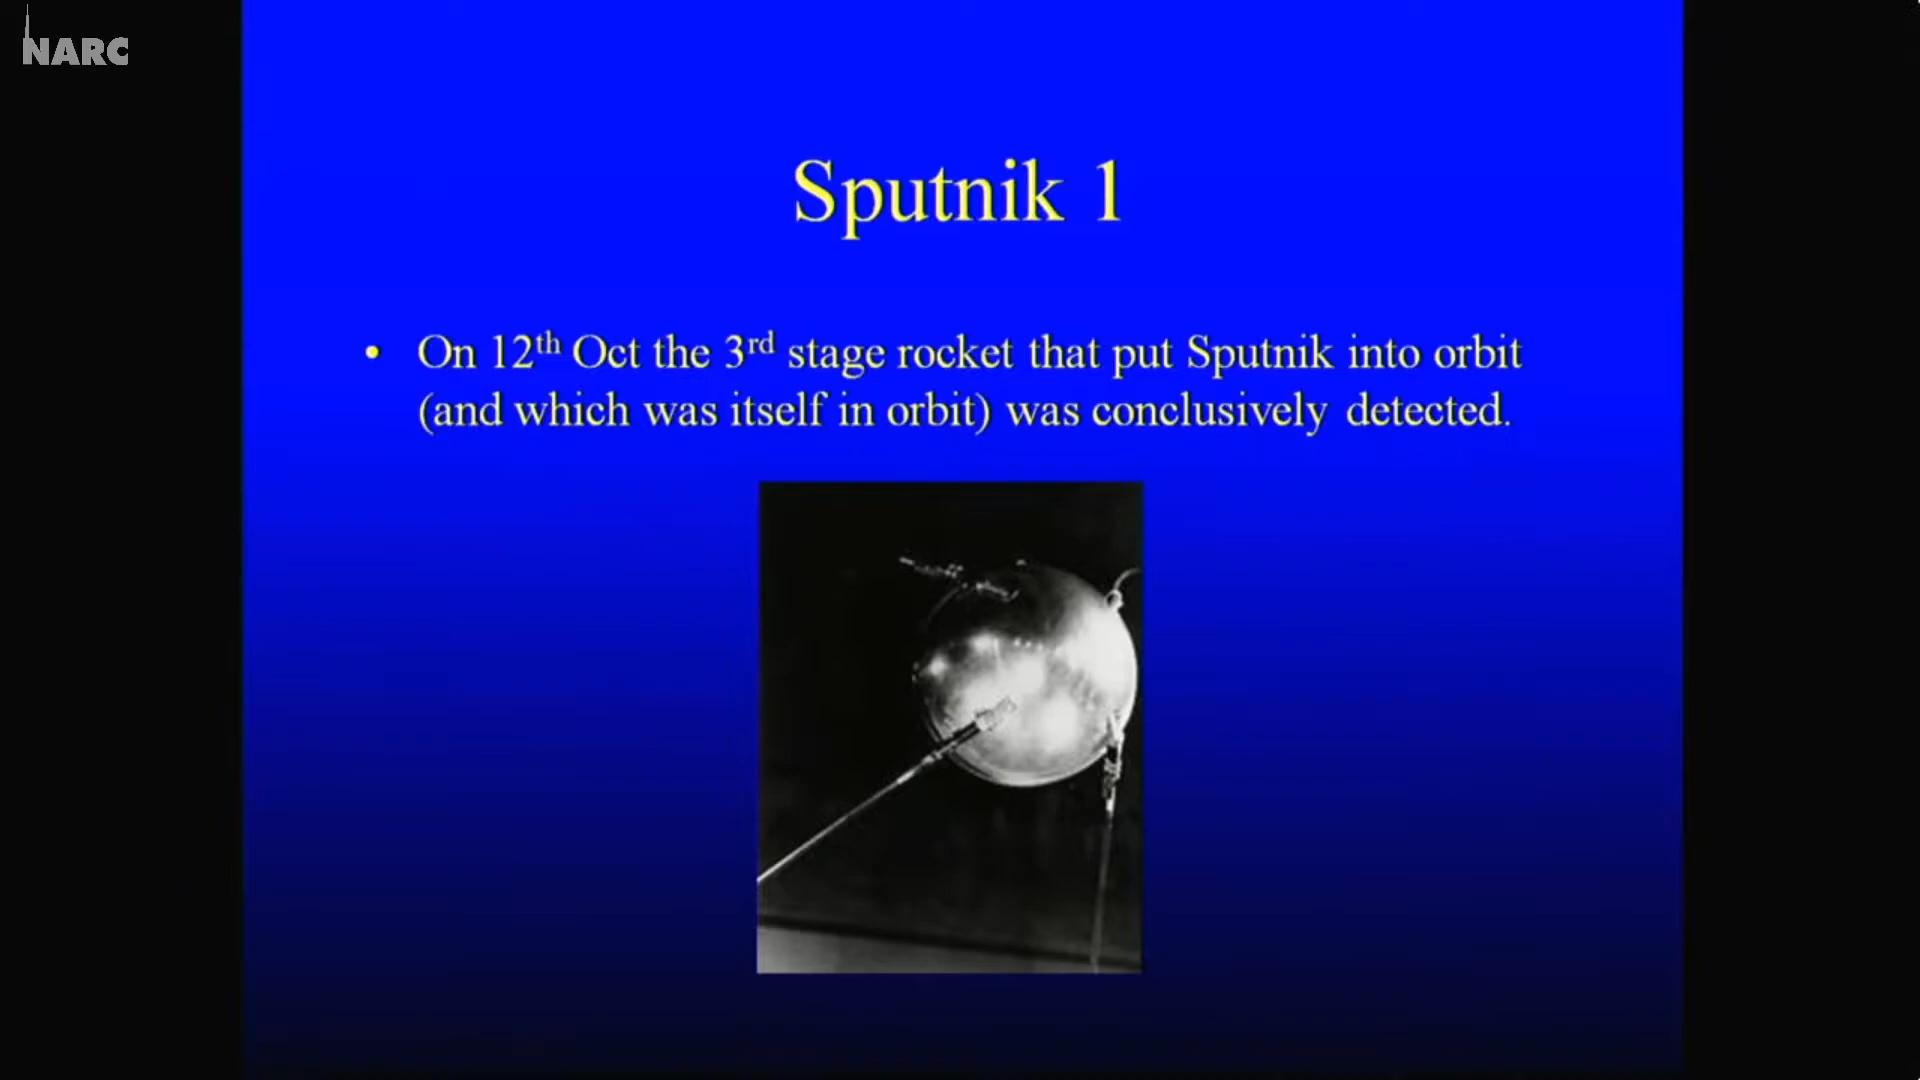 NARC
Sputnik 1
• On 12th Oct the 3rd stage rocket that put Sputnik into orbit
(and which was itself in orbit) was conclusively detected.